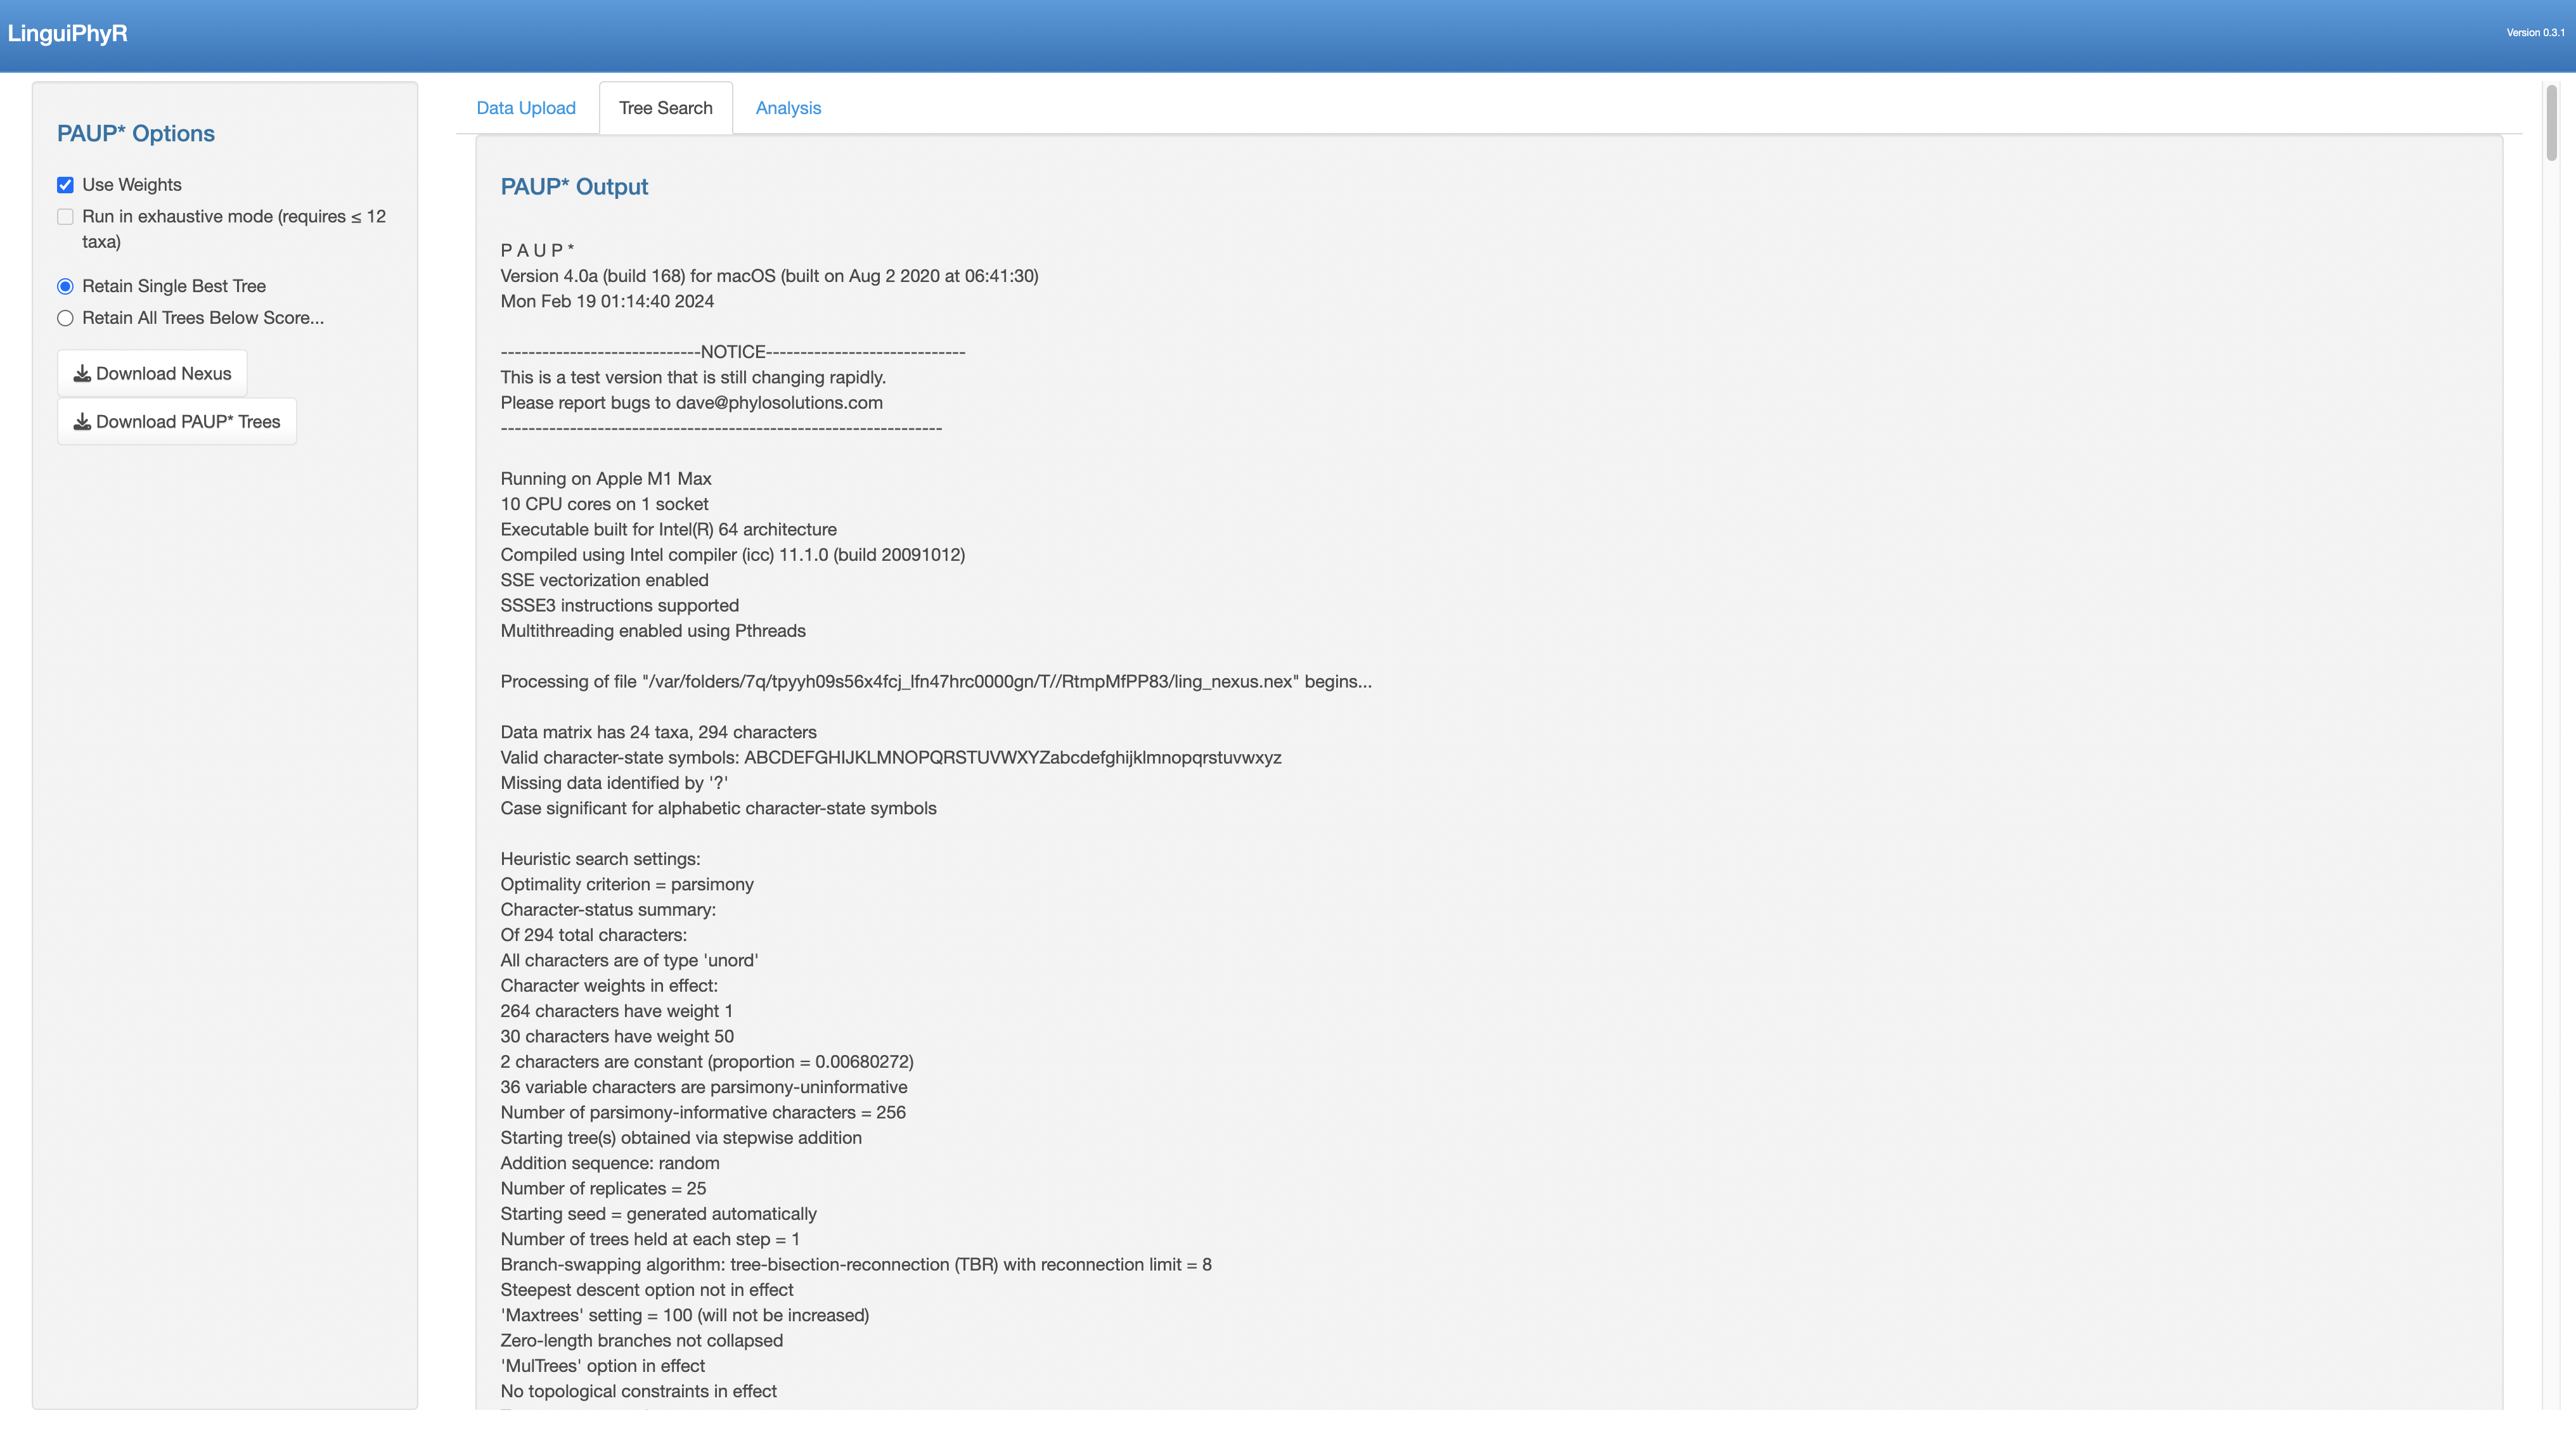 LinguiPhyR
Version 0.3.1
PAUP* Options
Use Weights
Run in exhaustive mode (requires ≤ 12
taxa)
Retain Single Best Tree
Retain All Trees Below Score...
Download Nexus
Download PAUP* Trees
Data Upload
Tree Search
Analysis
PAUP* Output
P A U P *
Version 4.0a (build 168) for macOS (built on Aug 2 2020 at 06:41:30)
Mon Feb 19 01:14:40 2024
-----------------------------NOTICE-----------------------------
This is a test version that is still changing rapidly.
Please report bugs to dave@phylosolutions.com
----------------------------------------------------------------
Running on Apple M1 Max
10 CPU cores on 1 socket
Executable built for Intel(R) 64 architecture
Compiled using Intel compiler (icc) 11.1.0 (build 20091012)
SSE vectorization enabled
SSSE3 instructions supported
Multithreading enabled using Pthreads
Processing of file "/var/folders/7q/tpyyh09s56x4fcj_lfn47hrc0000gn/T//RtmpMfPP83/ling_nexus.nex" begins...
Data matrix has 24 taxa, 294 characters
Valid character-state symbols: ABCDEFGHIJKLMNOPQRSTUVWXYZabcdefghijklmnopqrstuvwxyz
Missing data identified by '?'
Case significant for alphabetic character-state symbols
Heuristic search settings:
Optimality criterion = parsimony
Character-status summary:
Of 294 total characters:
All characters are of type 'unord'
Character weights in effect:
264 characters have weight 1
30 characters have weight 50
2 characters are constant (proportion = 0.00680272)
36 variable characters are parsimony-uninformative
Number of parsimony-informative characters = 256
Starting tree(s) obtained via stepwise addition
Addition sequence: random
Number of replicates = 25
Starting seed = generated automatically
Number of trees held at each step = 1
Branch-swapping algorithm: tree-bisection-reconnection (TBR) with reconnection limit = 8
Steepest descent option not in effect
'Maxtrees' setting = 100 (will not be increased)
Zero-length branches not collapsed
'MulTrees' option in effect
No topological constraints in effect